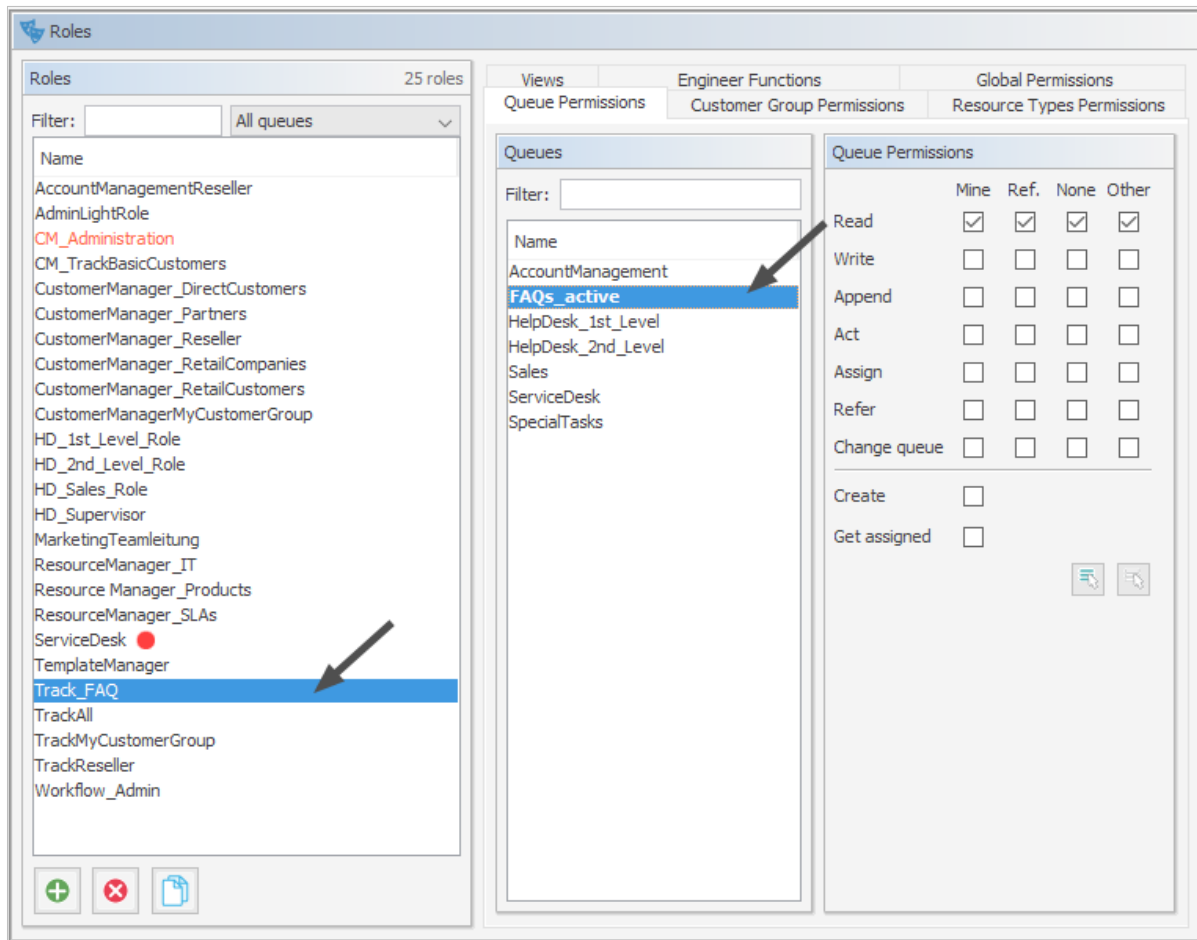 Roles
Roles 25 roles
Filter: All queues
Name
AccountManagementReseller
AdminLightRole
CM_Administration
CM_TrackBasicCustomers
CustomerManager_DirectCustomers
CustomerManager_Partners
CustomerManager_Reseller
CustomerManager_RetailCompanies
CustomerManager_RetailCustomers
CustomerManagerMyCustomerGroup
HD_1st_Level_Role
HD_2nd_Level_Role
HD_Sales_Role
HD_Supervisor
MarketingTeamleitung
ResourceManager_IT
Resource Manager_Products
ResourceManager_SLAs
ServiceDesk
TemplateManager
Track_FAQ
TrackAll
TrackMyCustomerGroup
TrackReseller
Workflow_Admin
Views Engineer Functions Global Permissions
Queue Permissions Customer Group Permissions Resource Types Permissions
Queues
Filter:
Name
AccountManagement
FAQs_active
HelpDesk_1st_Level
HelpDesk_2nd_Level
Sales
ServiceDesk
SpecialTasks
Queue Permissions
Mine Ref. None Other
Read
Write
Append
Act
Assign
Refer
Change queue
Create
Get assigned